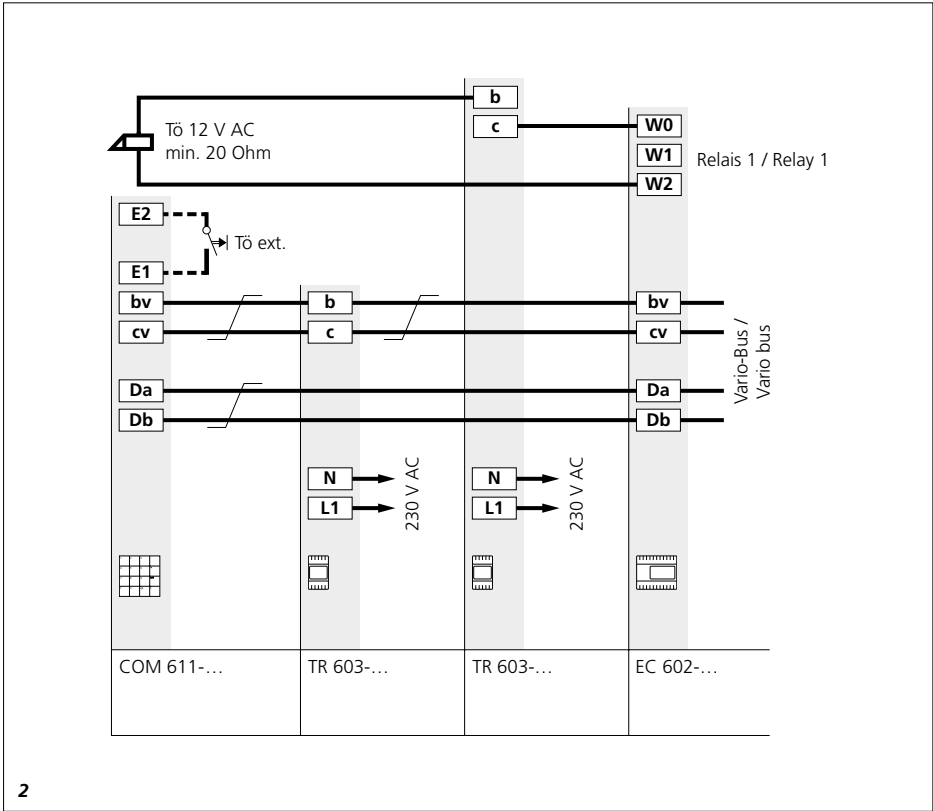 b
Tö 12 V AC
c
W0
min. 20 Ohm
W1
Relais 1 / Relay 1
W2
E2
Tö ext.
E1
bv
b
bv
cv
c
cv
Vario-Bus /
Vario bus
Da
Da
Db
Db
N
N
230 V AC
230 V AC
L1
L1
COM 611-...
TR 603-...
TR 603-...
EC 602-...
2